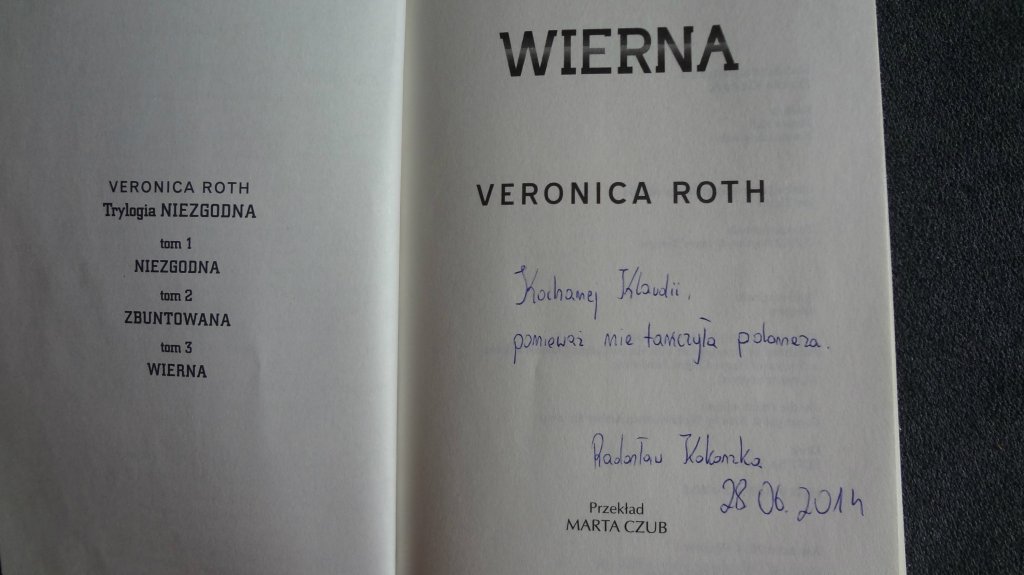 VERONICA ROTH
Trylogia NIEZGODNA
tom 1
NIEZGODNA
tom 2
ZBUNTOWANA
tom 3
WIERNA
WIERNA
VERONICA ROTH
Kochanej Klaudii,
ponieważ nie tańczyła poloneza.
Radosław Kokoszka
28 06. 2014
Przekład
MARTA CZUB